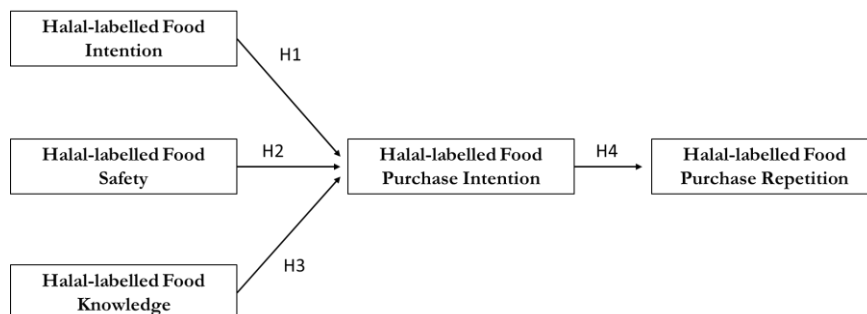 Halal-labelled Food
Intention
H1
Halal-labelled Food
Safety
H2
Halal-labelled Food
Purchase Intention
H4
Halal-labelled Food
Purchase Repetition
H3
Halal-labelled Food
Knowledge